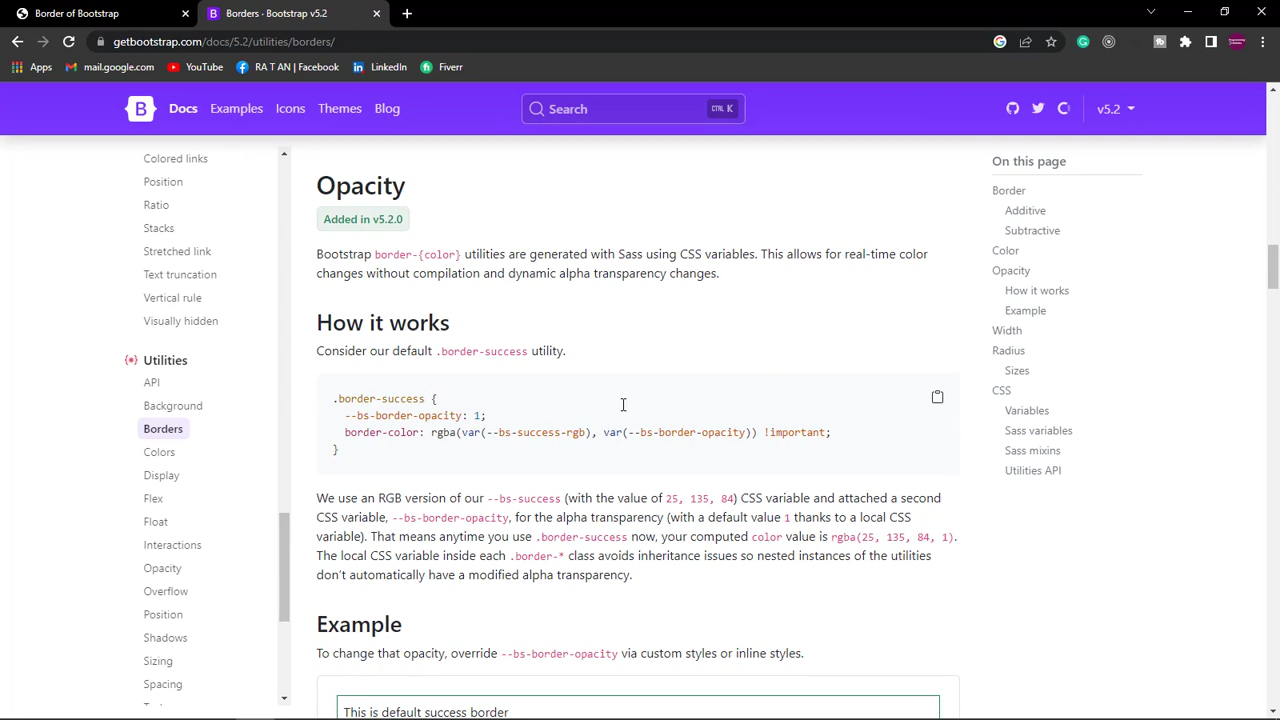 Border of Bootstrap
Borders · Bootstrap v5.2
getbootstrap.com/docs/5.2/utilities/borders/
Apps
mail.google.com
YouTube
RA T AN | Facebook
LinkedIn
Fiverr
B
Docs
Examples
Icons
Themes
Blog
Search
CTRL K
v5.2
Colored links
Position
Ratio
Stacks
Stretched link
Text truncation
Vertical rule
Visually hidden
Utilities
API
Background
Borders
Colors
Display
Flex
Float
Interactions
Opacity
Overflow
Position
Shadows
Sizing
Spacing
Opacity
Added in v5.2.0
Bootstrap border-{color} utilities are generated with Sass using CSS variables. This allows for real-time color
changes without compilation and dynamic alpha transparency changes.
How it works
Consider our default .border-success utility.
.border-success {
--bs-border-opacity: 1;
border-color: rgba(var(--bs-success-rgb), var(--bs-border-opacity)) !important;
}
We use an RGB version of our --bs-success (with the value of 25, 135, 84) CSS variable and attached a second
CSS variable, --bs-border-opacity, for the alpha transparency (with a default value 1 thanks to a local CSS
variable). That means anytime you use .border-success now, your computed color value is rgba(25, 135, 84, 1).
The local CSS variable inside each .border-* class avoids inheritance issues so nested instances of the utilities
don't automatically have a modified alpha transparency.
Example
To change that opacity, override --bs-border-opacity via custom styles or inline styles.
This is default success border
On this page
Border
Additive
Subtractive
Color
Opacity
How it works
Example
Width
Radius
Sizes
CSS
Variables
Sass variables
Sass mixins
Utilities API